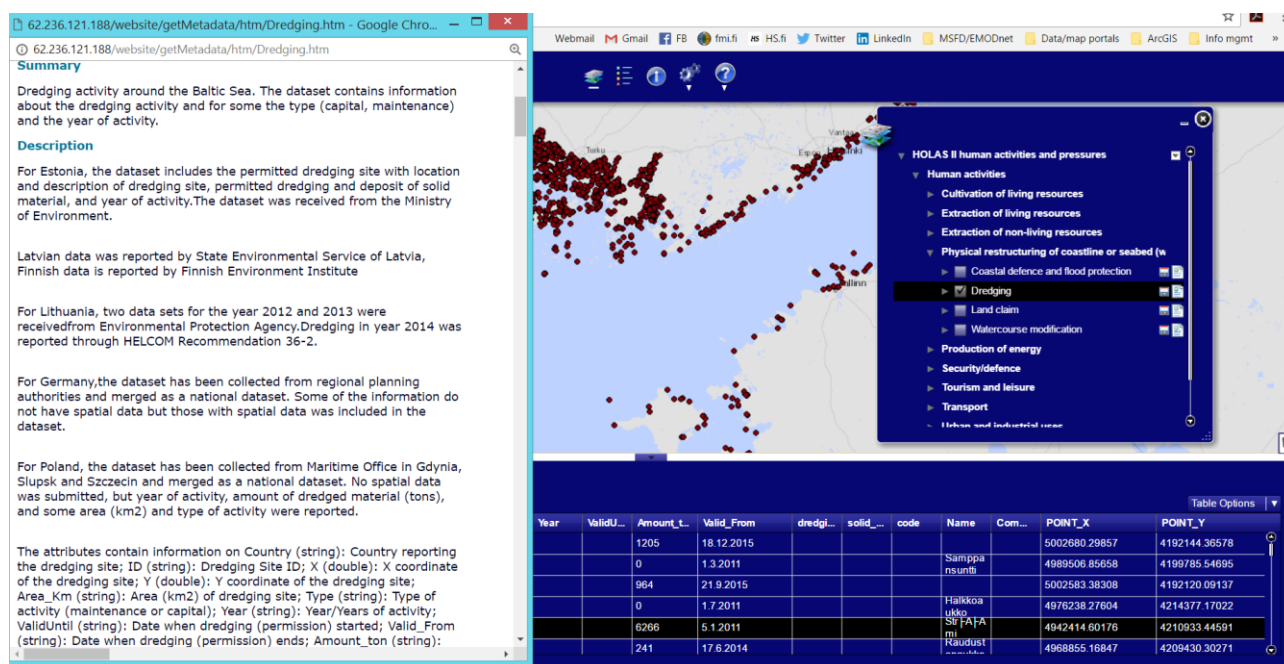 62.236.121.188/website/getMetadata/htm/Dredging.htm - Google Chro...
62.236.121.188/website/getMetadata/htm/Dredging.htm
Summary
Dredging activity around the Baltic Sea. The dataset contains information
about the dredging activity and for some the type (capital, maintenance)
and the year of activity.
Description
For Estonia, the dataset includes the permitted dredging site with location
and description of dredging site, permitted dredging and deposit of solid
material, and year of activity.The dataset was received from the Ministry
of Environment.
Latvian data was reported by State Environmental Service of Latvia,
Finnish data is reported by Finnish Environment Institute
For Lithuania, two data sets for the year 2012 and 2013 were
receivedfrom Environmental Protection Agency.Dredging in year 2014 was
reported through HELCOM Recommendation 36-2.
For Germany,the dataset has been collected from regional planning
authorities and merged as a national dataset. Some of the information do
not have spatial data but those with spatial data was included in the
dataset.
For Poland, the dataset has been collected from Maritime Office in Gdynia,
Slupsk and Szczecin and merged as a national dataset. No spatial data
was submitted, but year of activity, amount of dredged material (tons),
and some area (km2) and type of activity were reported.
The attributes contain information on Country (string): Country reporting
the dredging site; ID (string): Dredging Site ID; X (double): X coordinate
of the dredging site; Y (double): Y coordinate of the dredging site;
Area_Km (string): Area (km2) of dredging site; Type (string): Type of
activity (maintenance or capital); Year (string): Year/Years of activity;
ValidUntil (string): Date when dredging (permission) started; Valid_From
(string): Date when dredging (permission) ends; Amount_ton (string):
Webmail Gmail FB fmi.fi HS HS.fi Twitter LinkedIn MSFD/EMODnet Data/map portals ArcGIS Info mgmt »
Turku
Vantaa
Espoo
HOLAS II human activities and pressures
Human activities
Cultivation of living resources
Extraction of living resources
Extraction of non-living resources
Physical restructuring of coastline or seabed (w
Coastal defence and flood protection
Dredging
Land claim
Watercourse modification
Production of energy
Security/defence
Tourism and leisure
Transport
Urban and industrial uses
Table Options
Year ValidU... Amount_t... Valid_From dredgi... solid_... code Name Com... POINT_X POINT_Y
1205 18.12.2015 5002680.29857 4192144.36578
0 1.3.2011 Samppa nsuntti 4989506.85658 4199785.54695
964 21.9.2015 5002583.38308 4192120.09137
0 1.7.2011 Halkkoa ukko 4976238.27604 4214377.17022
6266 5.1.2011 mi 4942414.60176 4210933.44591
241 17.6.2014 Raudust 4968855.16847 4209430.30271